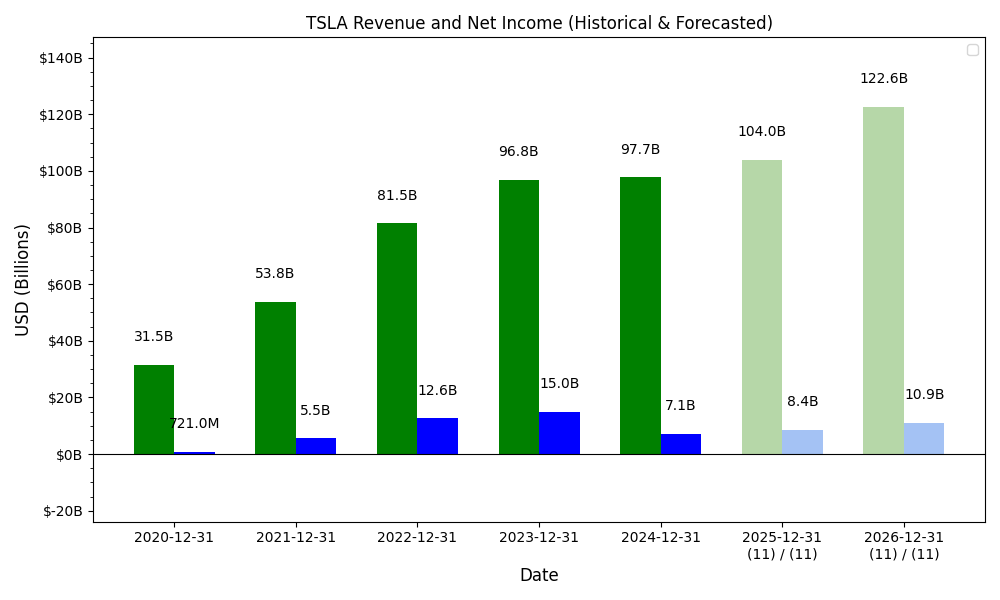 TSLA Revenue and Net Income (Historical & Forecasted)
USD (Billions)
$140B
$120B
$100B
$80B
$60B
$40B
$20B
$0B
$-20B
31.5B
721.0M
53.8B
5.5B
81.5B
12.6B
96.8B
15.0B
97.7B
7.1B
104.0B
8.4B
122.6B
10.9B
2020-12-31
2021-12-31
2022-12-31
2023-12-31
2024-12-31
2025-12-31
(11) / (11)
2026-12-31
(11) / (11)
Date